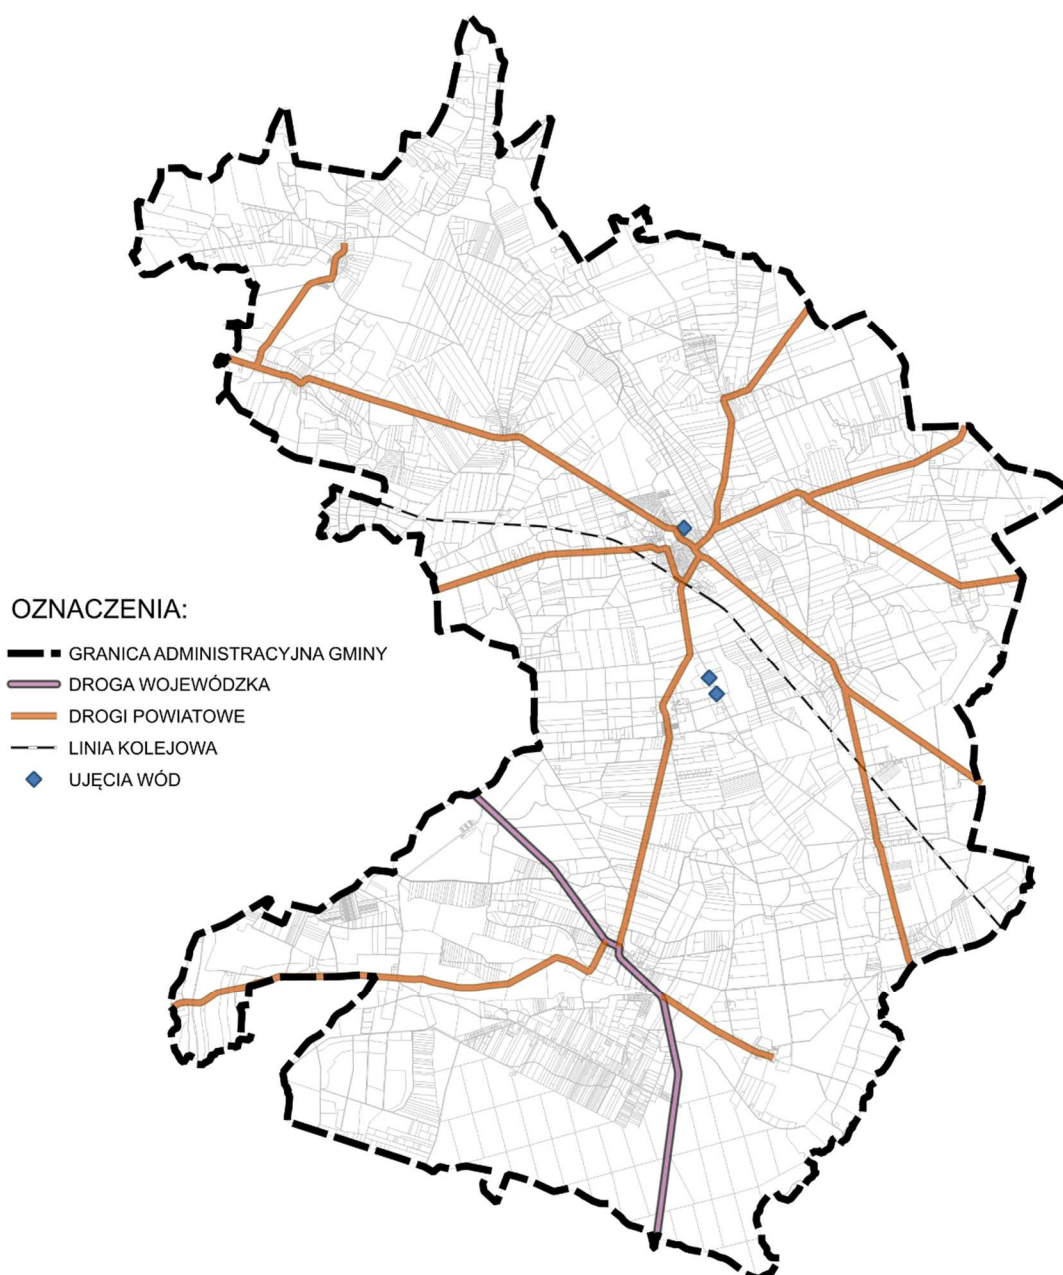 OZNACZENIA:
GRANICA ADMINISTRACYJNA GMINY
DROGA WOJEWÓDZKA
DROGI POWIATOWE
LINIA KOLEJOWA
UJĘCIA WÓD